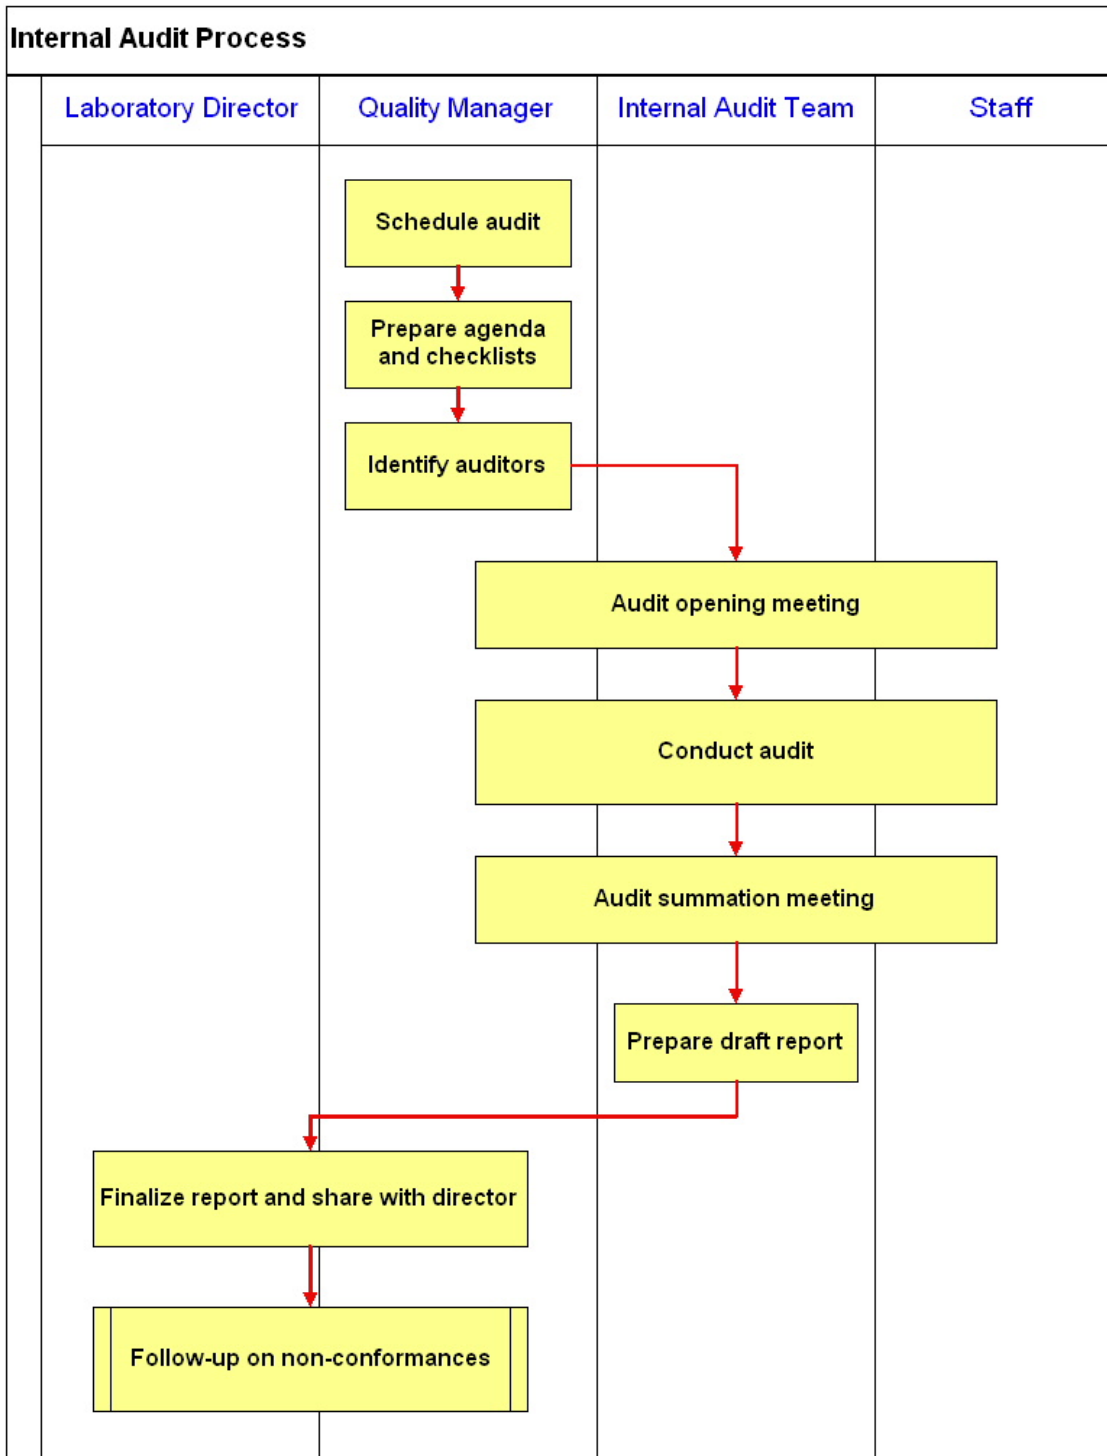 Internal Audit Process
Laboratory Director
Quality Manager
Internal Audit Team
Staff
Schedule audit
Prepare agenda
and checklists
Identify auditors
Audit opening meeting
Conduct audit
Audit summation meeting
Prepare draft report
Finalize report and share with director
Follow-up on non-conformances